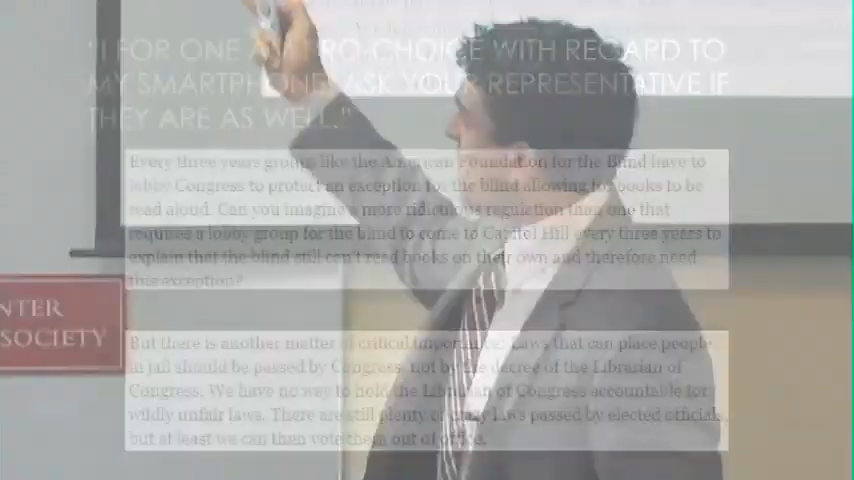 "I FOR ONE AM PRO-CHOICE WITH REGARD TO
MY SMARTPHONE. ASK YOUR REPRESENTATIVE IF
THEY ARE AS WELL."
Every three years groups like the American Foundation for the Blind have to
lobby Congress to protect an exception for the blind allowing for books to be
read aloud. Can you imagine a more ridiculous regulation than one that
requires a lobby group for the blind to come to Capitol Hill every three years to
explain that the blind still can't read books on their own and therefore need
this exception?
NTER
SOCIETY
But there is another matter of critical importance: Laws that can place people
in jail should be passed by Congress, not by the decree of the Librarian of
Congress. We have no way to hold the Librarian of Congress accountable for
wildly unfair laws. There are still plenty of crazy laws passed by elected officials,
but at least we can then vote them out of office.